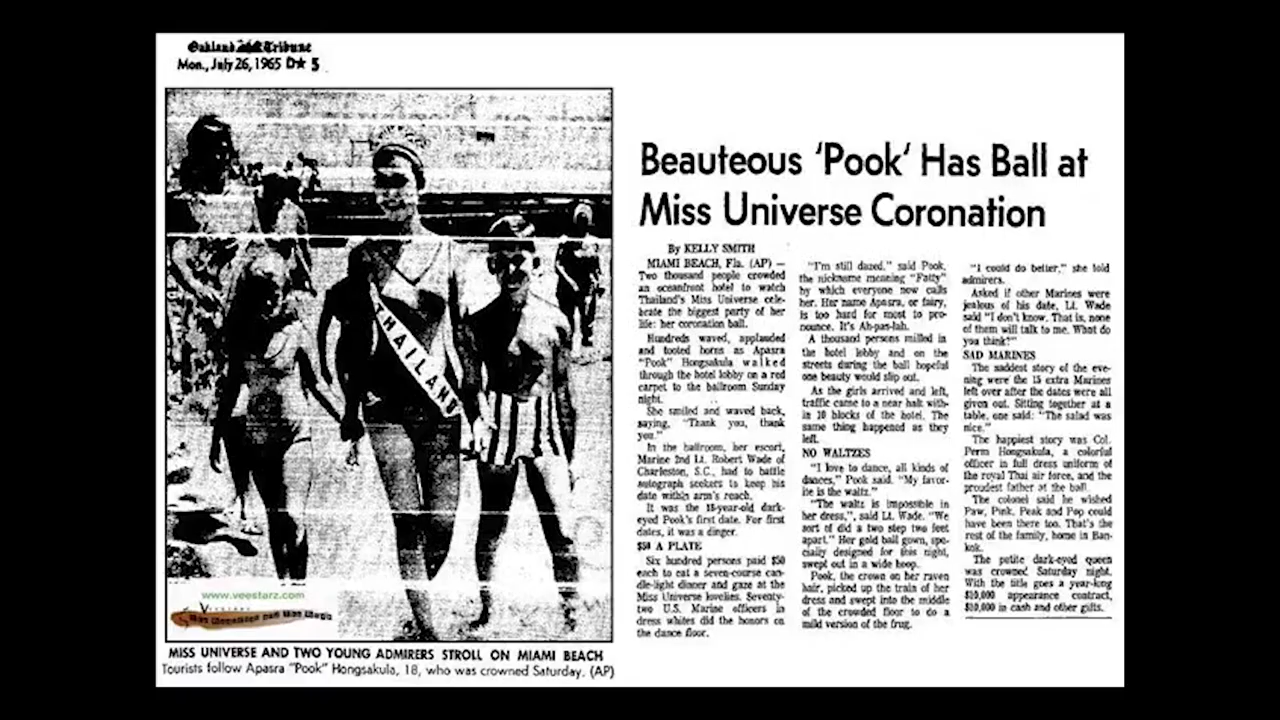 Oakland Tribune
Mon., July 26, 1965 D★ 5
www.veestarz.com
MISS UNIVERSE AND TWO YOUNG ADMIRERS STROLL ON MIAMI BEACH
Tourists follow Apasra "Pook" Hongsakula, 18, who was crowned Saturday. (AP)
THAILAND
Beauteous 'Pook' Has Ball at
Miss Universe Coronation
By KELLY SMITH
MIAMI BEACH, Fla. (AP) —
Two thousand people crowded
an oceanfront hotel to watch
Thailand's Miss Universe cele-
brate the biggest party of her
life: her coronation ball.
Hundreds waved, applauded
and tooted horns as Apasra
"Pook" Hongsakula walked
through the hotel lobby on a red
carpet to the ballroom Sunday
night.
She smiled and waved back,
saying, "Thank you, thank
you."
In the ballroom, her escort,
Marine 2nd Lt. Robert Wade of
Charleston, S.C., had to battle
autograph seekers to keep his
date within arm's reach.
It was the 18-year-old dark-
eyed Pook's first date. For first
dates, it was a dinger.
$50 A PLATE
Six hundred persons paid $50
each to eat a seven-course can-
dle-light dinner and gaze at the
Miss Universe lovelies. Seventy-
two U.S. Marine officers in
dress whites did the honors on
the dance floor.
"I'm still dazed," said Pook,
the nickname meaning "Fatty"
by which everyone now calls
her. Her name Apasra, or fairy,
is too hard for most to pro-
nounce. It's Ah-pas-lah.
A thousand persons milled in
the hotel lobby and on the
streets during the ball hopeful
one beauty would slip out.
As the girls arrived and left,
traffic came to a near halt with-
in 10 blocks of the hotel. The
same thing happened as they
left.
NO WALTZES
"I love to dance, all kinds of
dances," Pook said. "My favor-
ite is the waltz."
"The waltz is impossible in
her dress,", said Lt. Wade. "We
sort of did a two step two feet
apart." Her gold ball gown, spe-
cially designed for this night,
swept out in a wide hoop.
Pook, the crown on her raven
hair, picked up the train of her
dress and swept into the middle
of the crowded floor to do a
mild version of the frug.
"I could do better," she told
admirers.
Asked if other Marines were
jealous of his date, Lt. Wade
said "I don't know. That is, none
of them will talk to me. What do
you think?"
SAD MARINES
The saddest story of the eve-
ning were the 15 extra Marines
left over after the dates were all
given out. Sitting together at a
table, one said: "The salad was
nice."
The happiest story was Col.
Perm Hongsakula, a colorful
officer in full dress uniform of
the royal Thai air force, and the
proudest father at the ball.
The colonel said he wished
Paw, Pink, Peak and Pop could
have been there too. That's the
rest of the family, home in Ban-
kok.
The petite dark-eyed queen
was crowned Saturday night.
With the title goes a year-long
$10,000 appearance contract,
$10,000 in cash and other gifts.